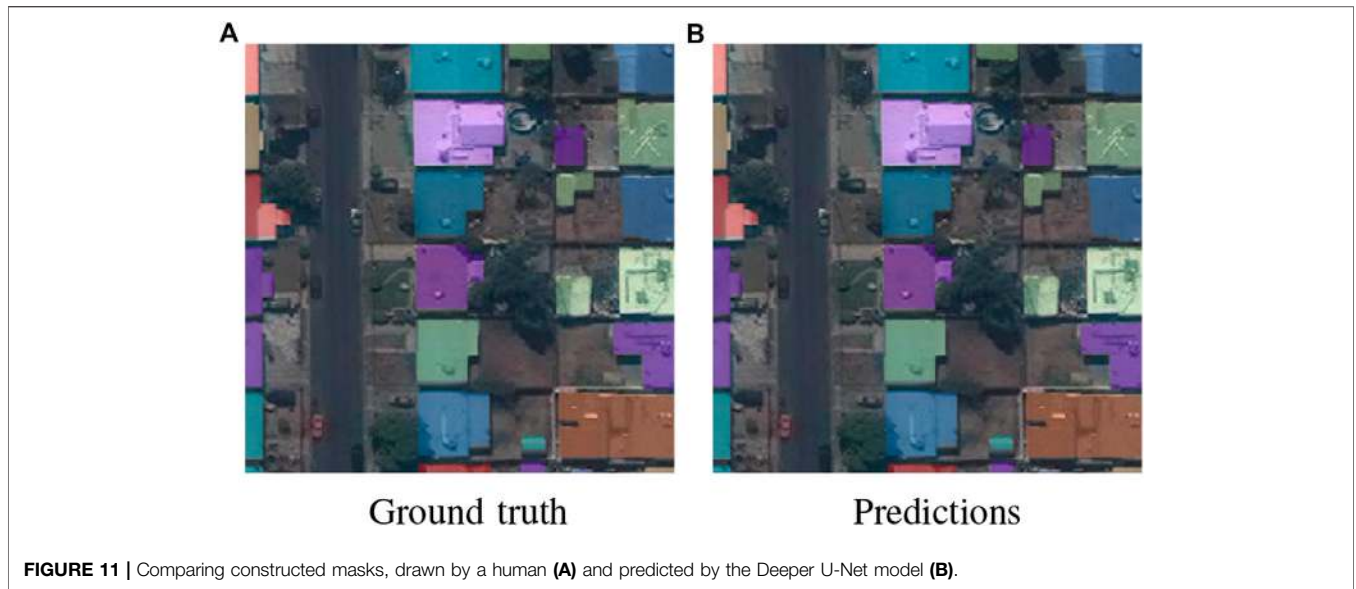 A
B
Ground truth
Predictions
FIGURE 11 | Comparing constructed masks, drawn by a human (A) and predicted by the Deeper U-Net model (B).